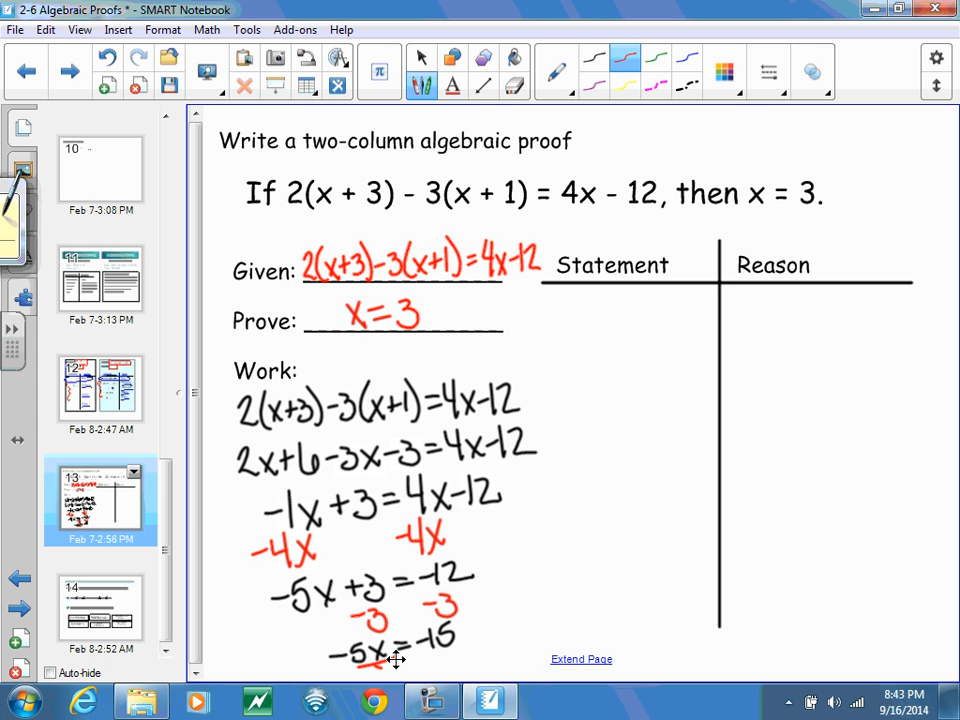 2-6 Algebraic Proofs * - SMART Notebook
File Edit View Insert Format Math Tools Add-ons Help
π
A
10
Feb 7-3:08 PM
11
Feb 7-3:13 PM
12
Feb 8-2:47 AM
13
Feb 7-2:56 PM
14
Feb 8-2:52 AM
Auto-hide
Write a two-column algebraic proof
If 2(x + 3) - 3(x + 1) = 4x - 12, then x = 3.
Given: 2(x+3)-3(x+1)=4x-12
Prove: x=3
Statement Reason
Work:
2(x+3)-3(x+1)=4x-12
2x+6-3x-3=4x-12
-1x+3=4x-12
-4x -4x
-5x+3=-12
-3 -3
-5x=-15
Extend Page
8:43 PM
9/16/2014